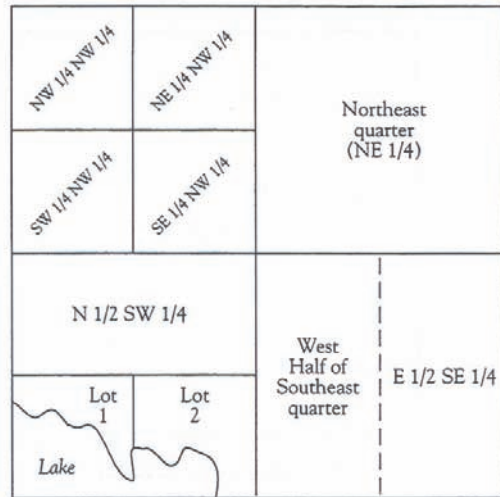 NW 1/4 NW 1/4
NE 1/4 NW 1/4
Northeast
quarter
(NE 1/4)
SW 1/4 NW 1/4
SE 1/4 NW 1/4
N 1/2 SW 1/4
West
Half of
Southeast
quarter
E 1/2 SE 1/4
Lot
1
Lot
2
Lake